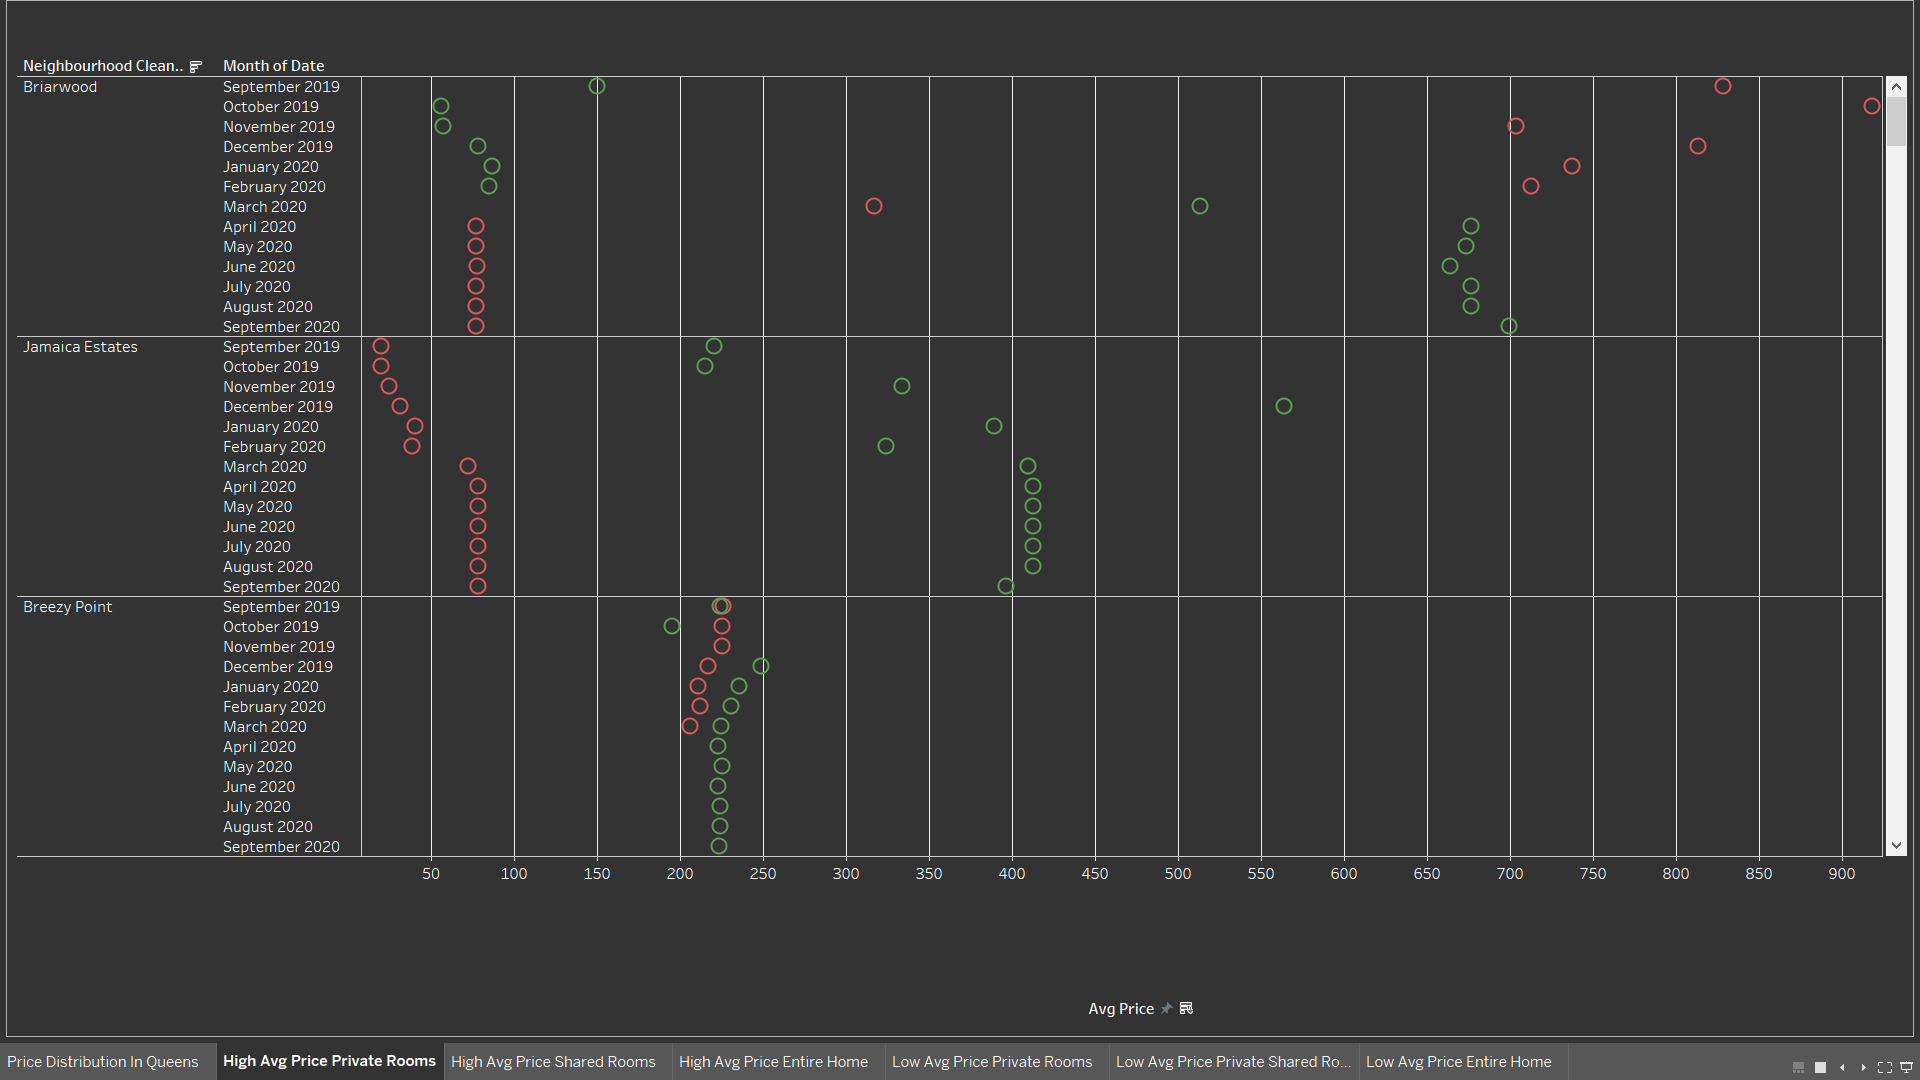 Neighbourhood Clean.. Month of Date
Briarwood September 2019
October 2019
November 2019
December 2019
January 2020
February 2020
March 2020
April 2020
May 2020
June 2020
July 2020
August 2020
September 2020
Jamaica Estates September 2019
October 2019
November 2019
December 2019
January 2020
February 2020
March 2020
April 2020
May 2020
June 2020
July 2020
August 2020
September 2020
Breezy Point September 2019
October 2019
November 2019
December 2019
January 2020
February 2020
March 2020
April 2020
May 2020
June 2020
July 2020
August 2020
September 2020
50 100 150 200 250 300 350 400 450 500 550 600 650 700 750 800 850 900
Avg Price
Price Distribution In Queens High Avg Price Private Rooms High Avg Price Shared Rooms High Avg Price Entire Home Low Avg Price Private Rooms Low Avg Price Private Shared Ro... Low Avg Price Entire Home